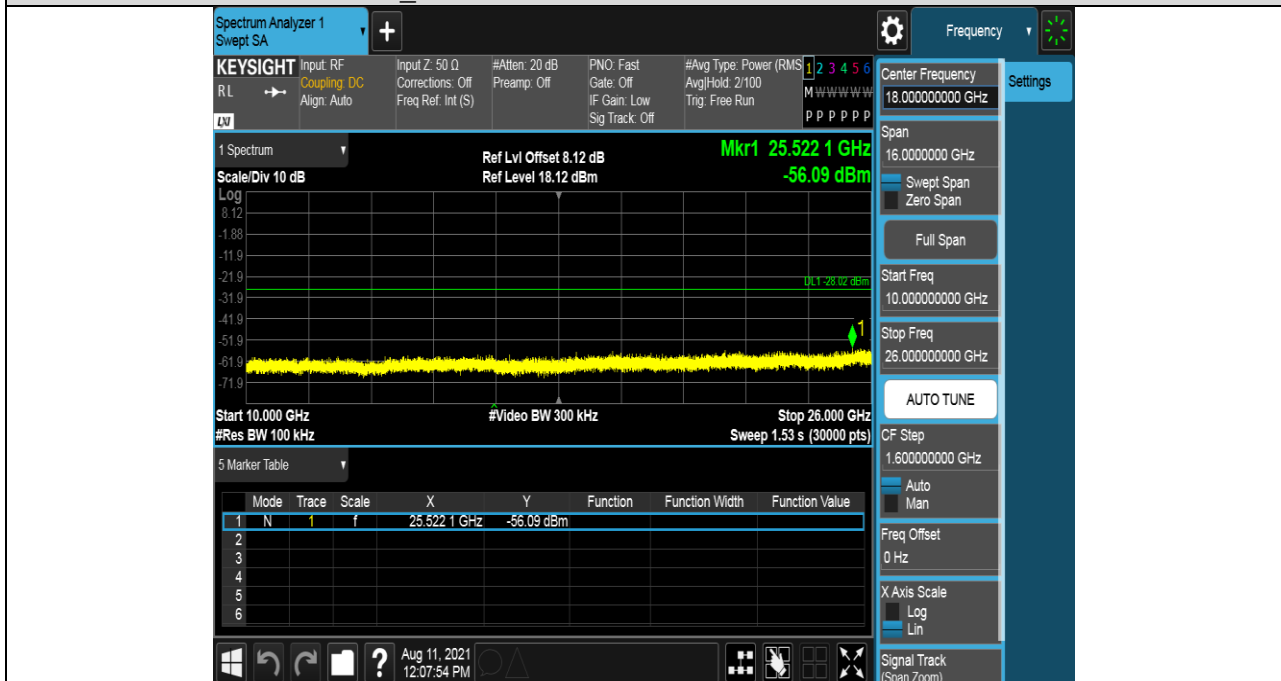 Spectrum Analyzer 1
Swept SA
+
Frequency
KEYSIGHT
RL
LXI
Input: RF
Coupling: DC
Align: Auto
Input Z: 50 Ω
Corrections: Off
Freq Ref: Int (S)
#Atten: 20 dB
Preamp: Off
PNO: Fast
Gate: Off
IF Gain: Low
Sig Track: Off
#Avg Type: Power (RMS
Avg|Hold: 2/100
Trig: Free Run
1 2 3 4 5 6
M W W W W W
P P P P P P
Center Frequency
18.000000000 GHz
Settings
Span
16.0000000 GHz
Swept Span
Zero Span
Full Span
Start Freq
10.000000000 GHz
Stop Freq
26.000000000 GHz
AUTO TUNE
CF Step
1.600000000 GHz
Auto
Man
Freq Offset
0 Hz
X Axis Scale
Log
Lin
Signal Track
(Span Zoom)
1 Spectrum
Scale/Div 10 dB
Ref Lvl Offset 8.12 dB
Ref Level 18.12 dBm
Mkr1 25.522 1 GHz
-56.09 dBm
Log
8.12
-1.88
-11.9
-21.9
-31.9
-41.9
-51.9
-61.9
-71.9
DL1 -28.02 dBm
1
Start 10.000 GHz
#Video BW 300 kHz
Stop 26.000 GHz
#Res BW 100 kHz
Sweep 1.53 s (30000 pts)
5 Marker Table
Mode Trace Scale X Y Function Function Width Function Value
1 N 1 f 25.522 1 GHz -56.09 dBm
2
3
4
5
6
?
Aug 11, 2021
12:07:54 PM